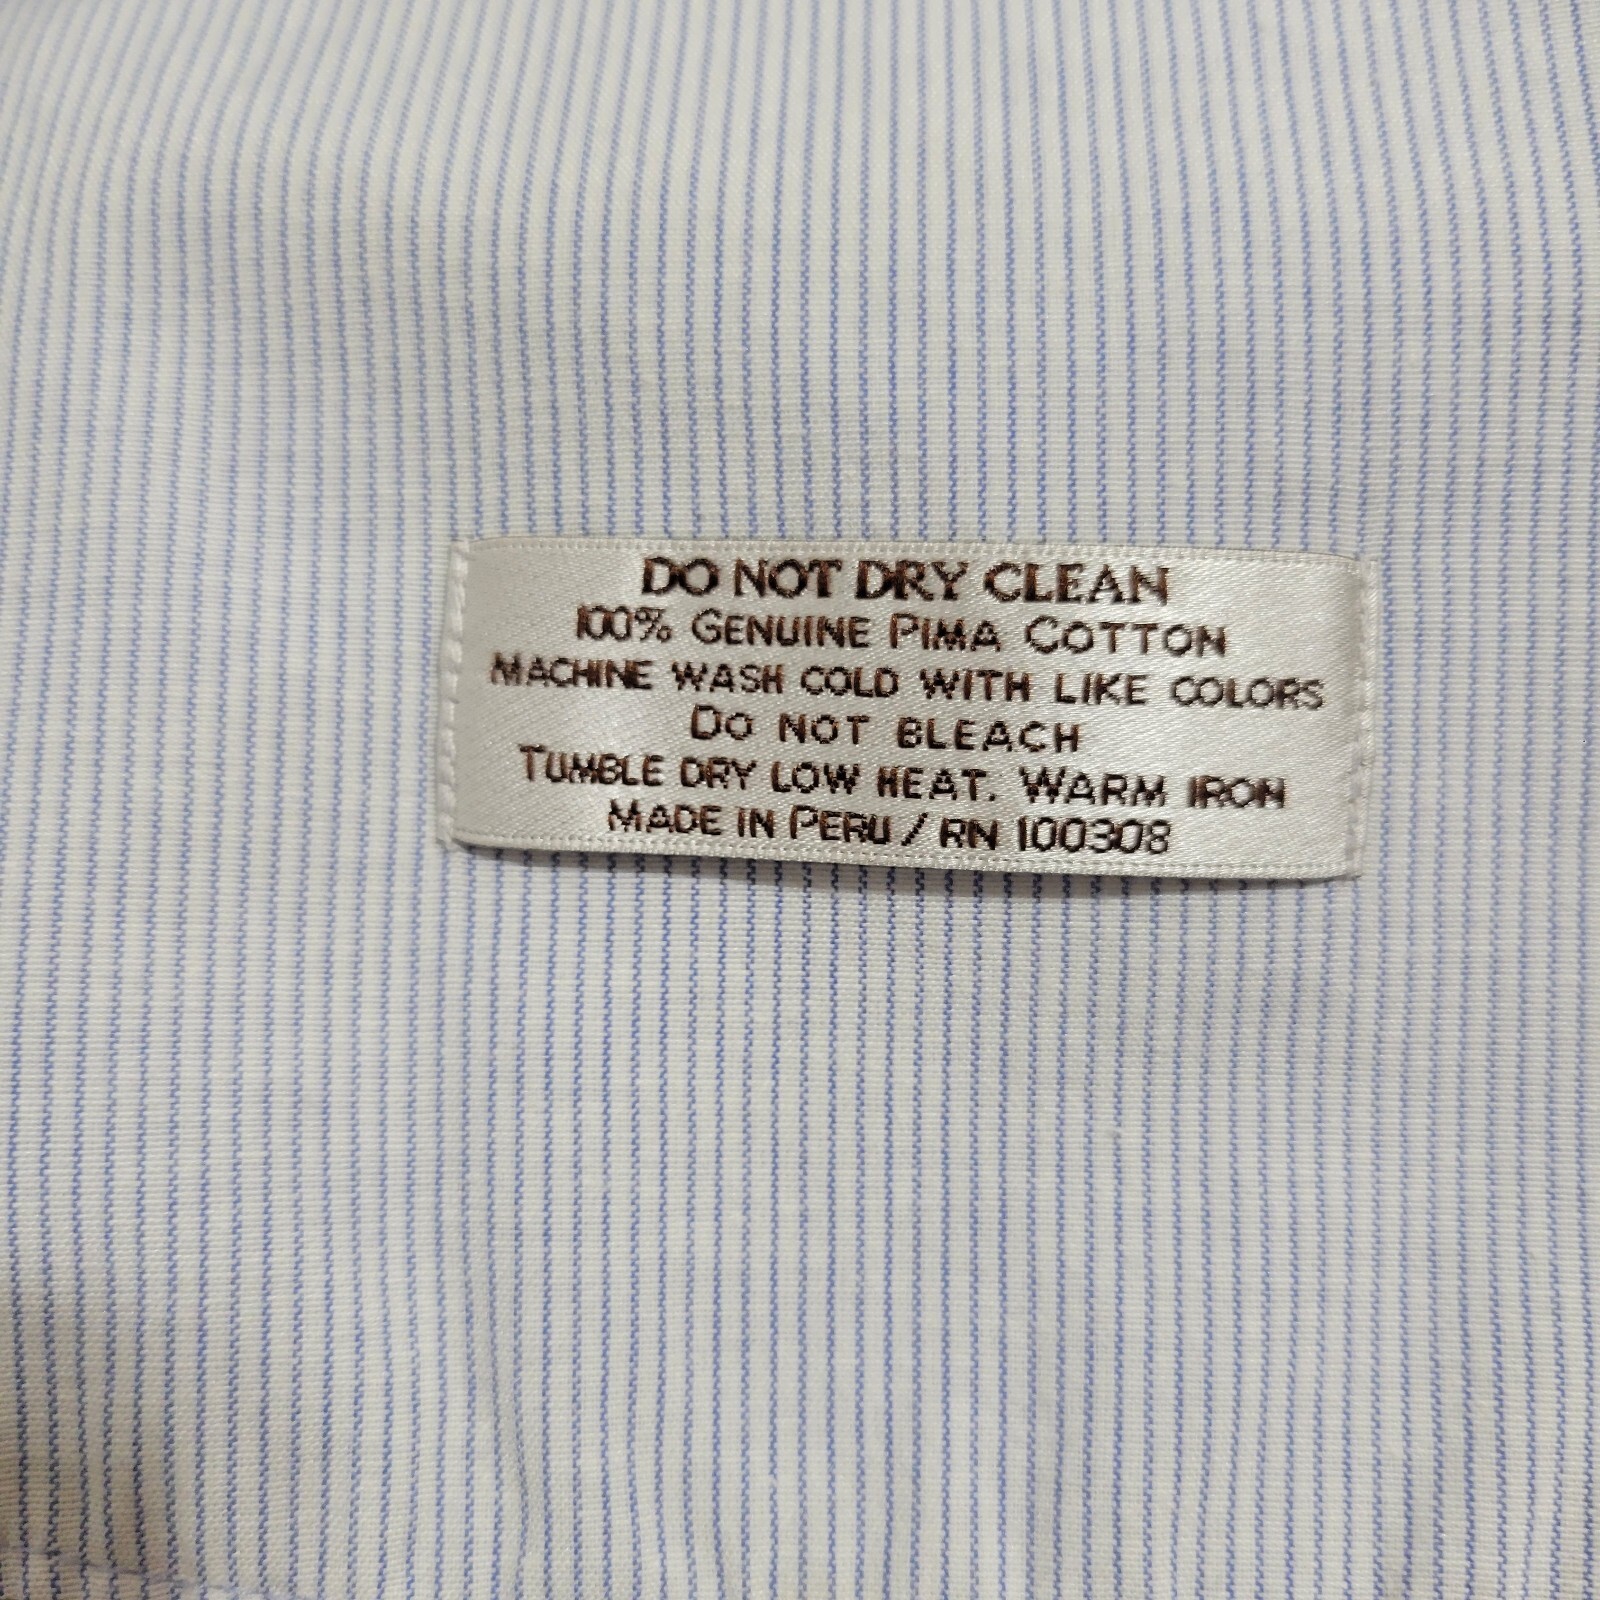 DO NOT DRY CLEAN
100% GENUINE PIMA COTTON
MACHINE WASH COLD WITH LIKE COLORS
DO NOT BLEACH
TUMBLE DRY LOW HEAT. WARM IRON
MADE IN PERU / RN 100308